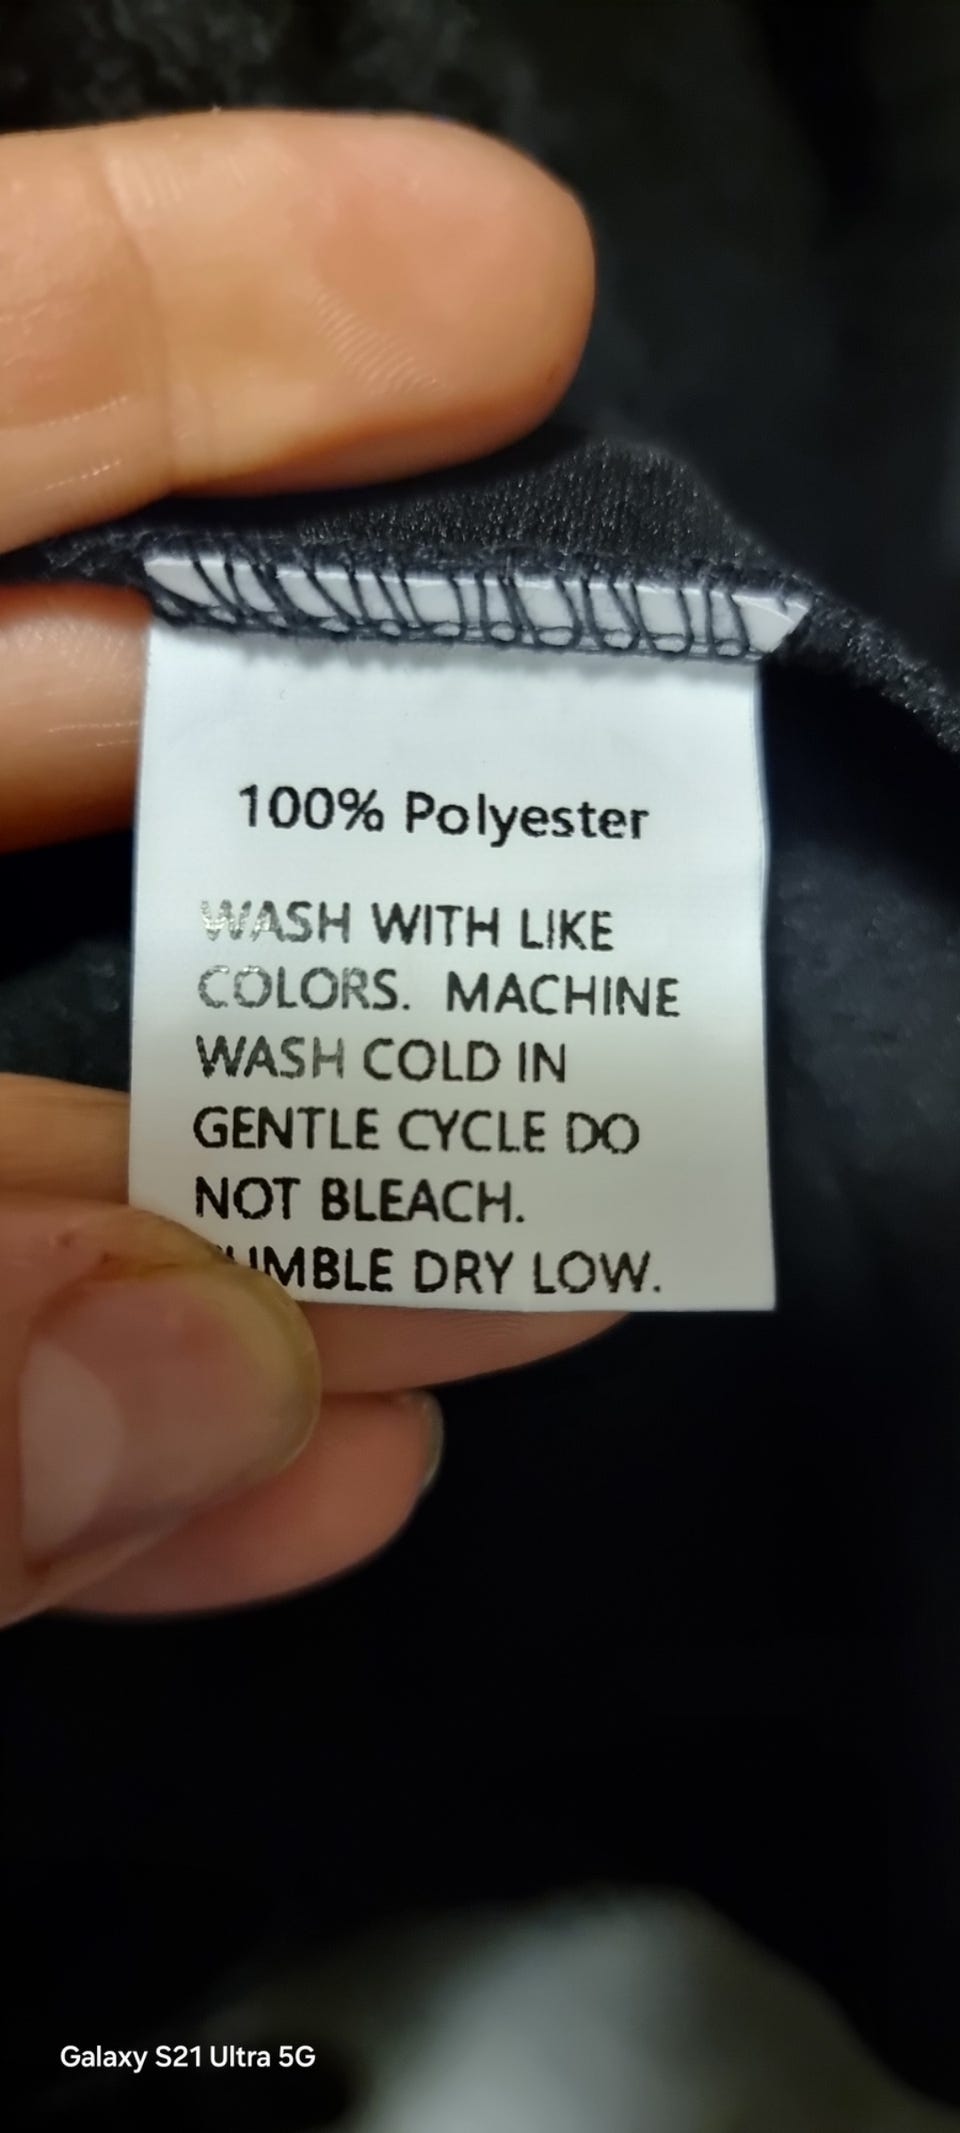 100% Polyester
WASH WITH LIKE
COLORS. MACHINE
WASH COLD IN
GENTLE CYCLE DO
NOT BLEACH.
DRY LOW.
Galaxy S21 Ultra 5G